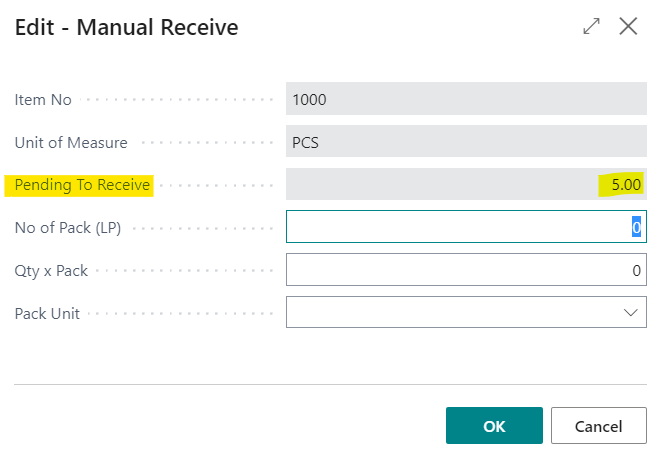 Edit - Manual Receive
Item No 1000
Unit of Measure PCS
Pending To Receive 5.00
No of Pack (LP) 0
Qty x Pack 0
Pack Unit
OK Cancel